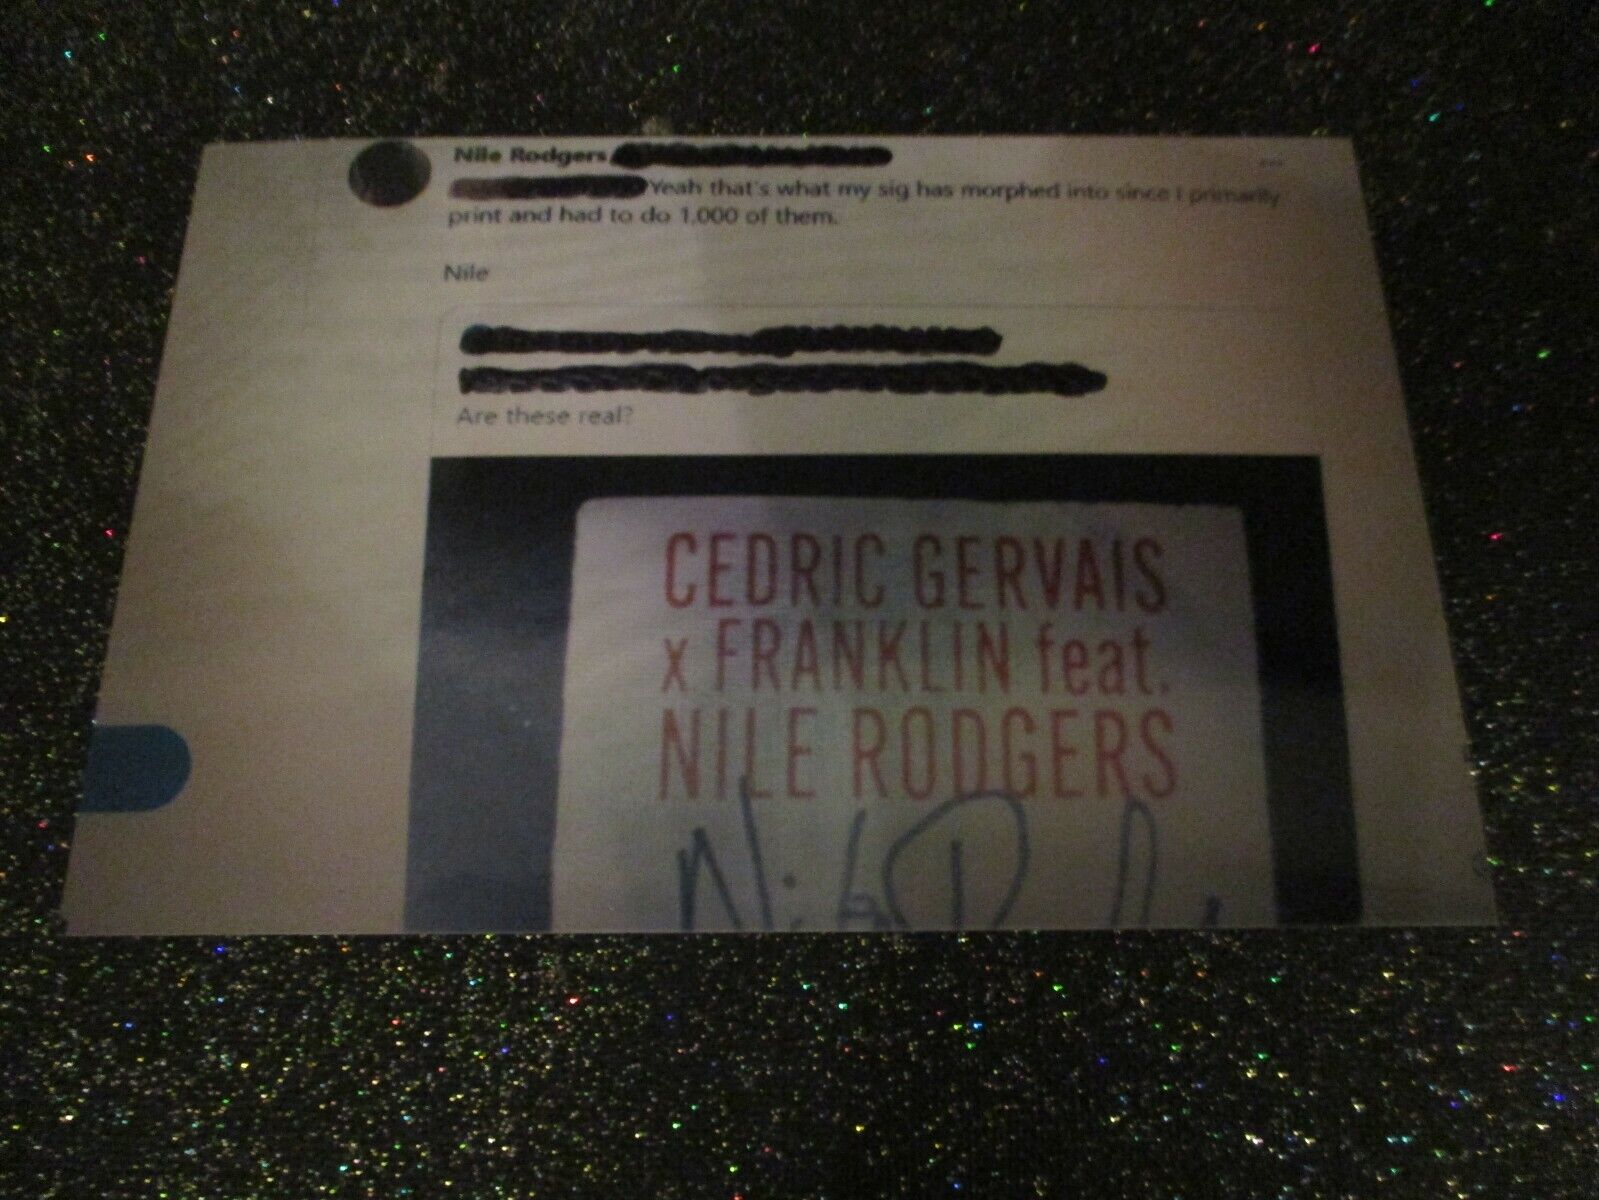 Nile Rodgers
Yeah that's what my sig has morphed into since I primarily
print and had to do 1,000 of them.
Nile
Are these real?
CEDRIC GERVAIS
x FRANKLIN feat.
NILE RODGERS